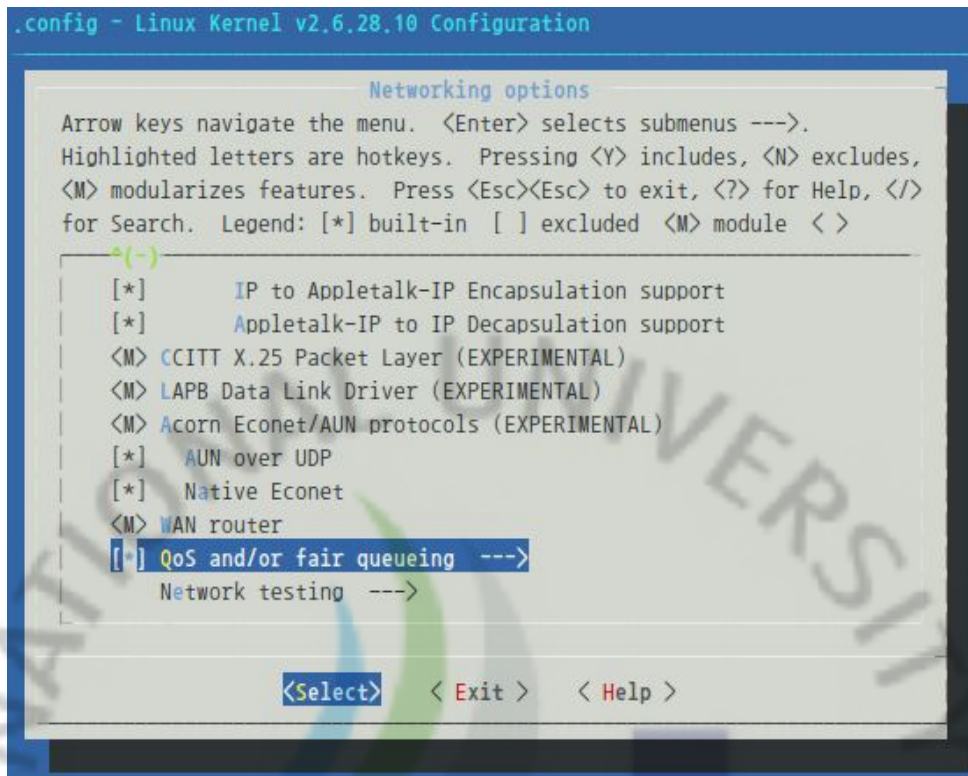 .config - Linux Kernel v2.6.28.10 Configuration
Networking options
Arrow keys navigate the menu. <Enter> selects submenus --->.
Highlighted letters are hotkeys. Pressing <Y> includes, <N> excludes,
<M> modularizes features. Press <Esc><Esc> to exit, <?> for Help, </>
for Search. Legend: [*] built-in [ ] excluded <M> module < >
^(-)
[*] IP to Appletalk-IP Encapsulation support
[*] Appletalk-IP to IP Decapsulation support
<M> CCITT X.25 Packet Layer (EXPERIMENTAL)
<M> LAPB Data Link Driver (EXPERIMENTAL)
<M> Acorn Econet/AUN protocols (EXPERIMENTAL)
[*] AUN over UDP
[*] Native Econet
<M> WAN router
[*] QoS and/or fair queueing --->
Network testing --->
<Select> < Exit > < Help >
NATIONAL UNIVERSITY